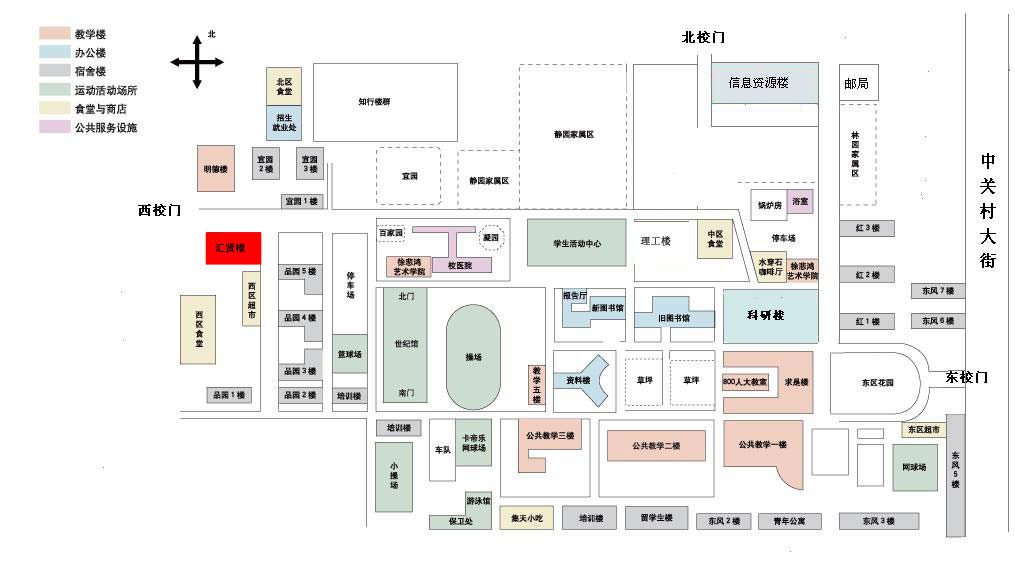 北校门
北
教学楼
办公楼
宿舍楼
运动活动场所
食堂与商店
公共服务设施
北区
食堂
招生
就业处
知行楼群
静园家属区
信息资源楼
邮局
林园家属区
中关村大街
明德楼
宜园
2楼
宜园
3楼
宜园1楼
宜园
静园家属区
锅炉房
浴室
西校门
汇贤楼
百家园
凝园
徐悲鸿
艺术学院
校医院
学生活动中心
理工楼
中区
食堂
停车场
水穿石
咖啡厅
徐悲鸿
艺术学院
红3楼
红2楼
红1楼
东风7楼
东风6楼
西区超市
西区食堂
品园5楼
品园4楼
品园3楼
品园2楼
品园1楼
停车场
篮球场
培训楼
北门
世纪馆
南门
操场
报告厅
新图书馆
旧图书馆
科研楼
教学五楼
资料楼
草坪
草坪
800人大教室
求是楼
东区花园
东校门
培训楼
小操场
车队
卡帝乐
网球场
游泳馆
保卫处
公共教学三楼
公共教学二楼
公共教学一楼
东区超市
网球场
东风5楼
集天小吃
培训楼
留学生楼
东风2楼
青年公寓
东风3楼